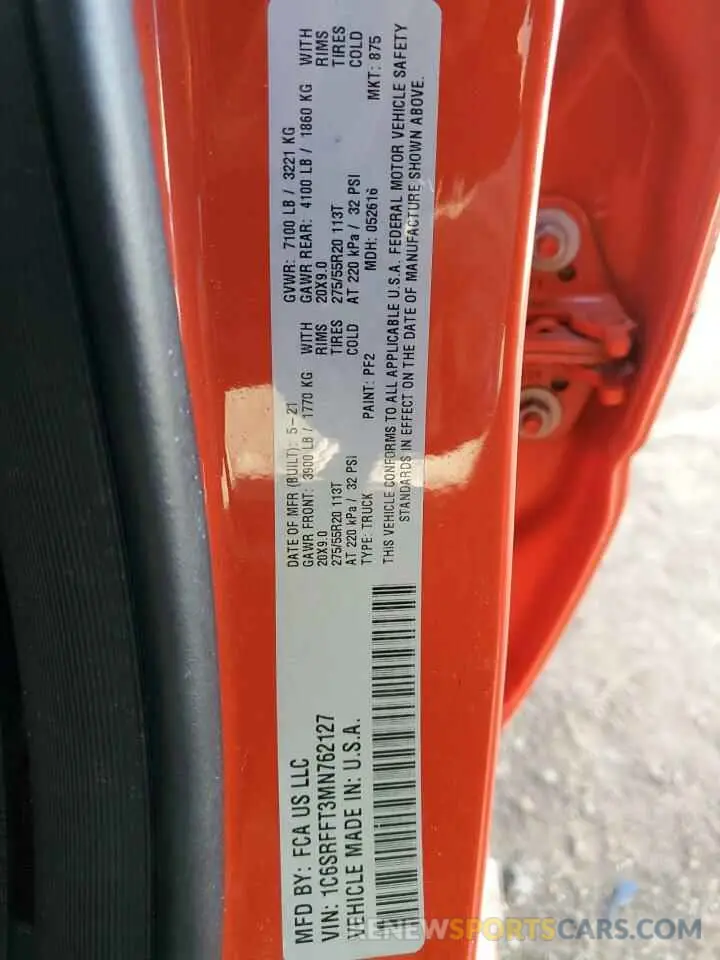 MFD BY: FCA US LLC
VIN: 1C6SRFFT3MN762127
VEHICLE MADE IN: U.S.A.
DATE OF MFR (BUILT): 5-21 GVWR: 7100 LB / 3221 KG
GAWR FRONT: 3900 LB / 1770 KG WITH GAWR REAR: 4100 LB / 1860 KG WITH
20X9.0 RIMS 20X9.0 RIMS
275/55R20 113T TIRES 275/55R20 113T TIRES
AT 220 kPa / 32 PSI COLD AT 220 kPa / 32 PSI COLD
TYPE: TRUCK PAINT: PF2 MDH: 052616 MKT: 875
THIS VEHICLE CONFORMS TO ALL APPLICABLE U.S.A. FEDERAL MOTOR VEHICLE SAFETY
STANDARDS IN EFFECT ON THE DATE OF MANUFACTURE SHOWN ABOVE.
RENEWSPORTSCARS.COM